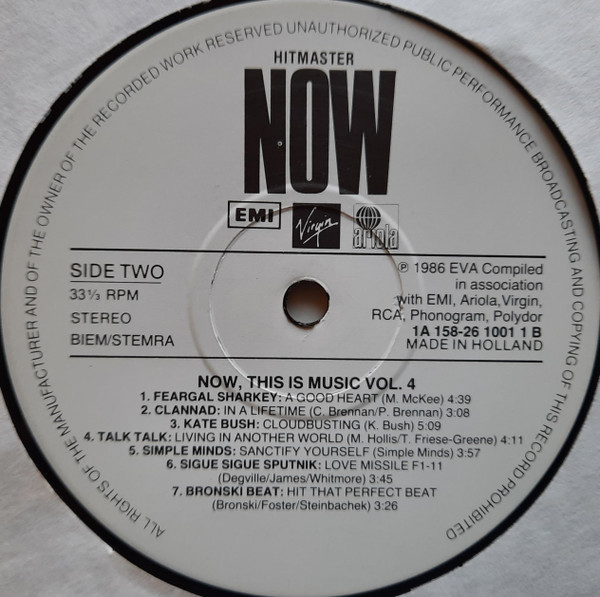 ALL RIGHTS OF THE MANUFACTURER AND OF THE OWNER OF THE RECORDED WORK RESERVED UNAUTHORIZED PUBLIC PERFORMANCE BROADCASTING AND COPYING OF THIS RECORD PROHIBITED
HITMASTER
NOW
EMI Virgin ariola
SIDE TWO
33⅓ RPM
STEREO
BIEM/STEMRA
℗ 1986 EVA Compiled
in association
with EMI, Ariola,Virgin,
RCA, Phonogram, Polydor
1A 158-26 1001 1 B
MADE IN HOLLAND
NOW, THIS IS MUSIC VOL. 4
1. FEARGAL SHARKEY: A GOOD HEART (M. McKee) 4:39
2. CLANNAD: IN A LIFETIME (C. Brennan/P. Brennan) 3:08
3. KATE BUSH: CLOUDBUSTING (K. Bush) 5:09
4. TALK TALK: LIVING IN ANOTHER WORLD (M. Hollis/T. Friese-Greene) 4:11
5. SIMPLE MINDS: SANCTIFY YOURSELF (Simple Minds) 3:57
6. SIGUE SIGUE SPUTNIK: LOVE MISSILE F1-11
(Degville/James/Whitmore) 3:45
7. BRONSKI BEAT: HIT THAT PERFECT BEAT
(Bronski/Foster/Steinbachek) 3:26